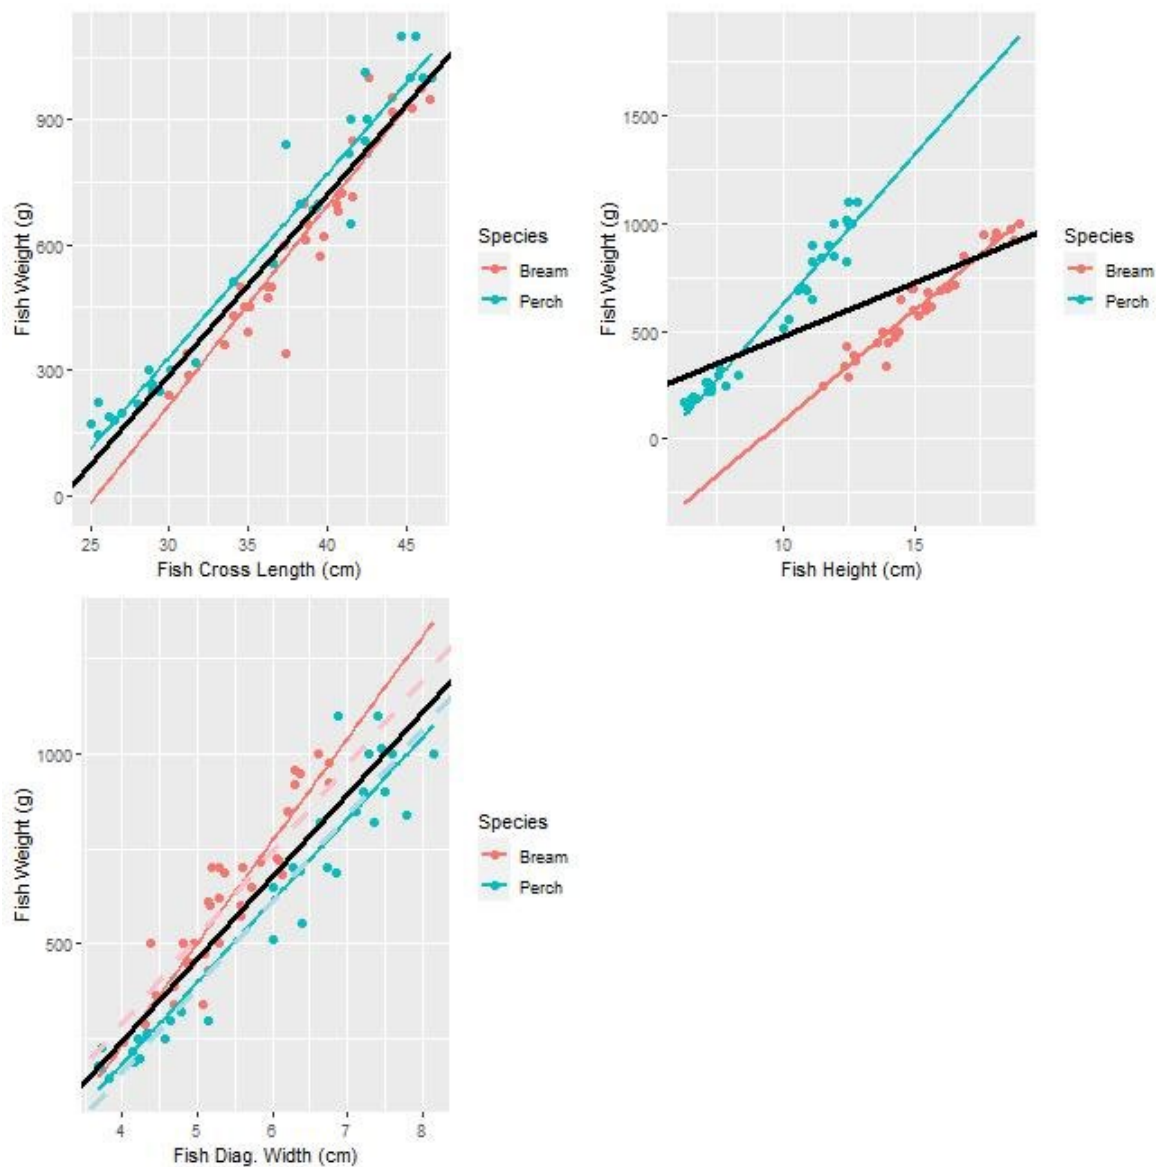 Fish Weight (g)
900
600
300
0
25 30 35 40 45
Fish Cross Length (cm)
Species
Bream
Perch
Fish Weight (g)
1500
1000
500
0
10 15
Fish Height (cm)
Species
Bream
Perch
Fish Weight (g)
1000
500
4 5 6 7 8
Fish Diag. Width (cm)
Species
Bream
Perch